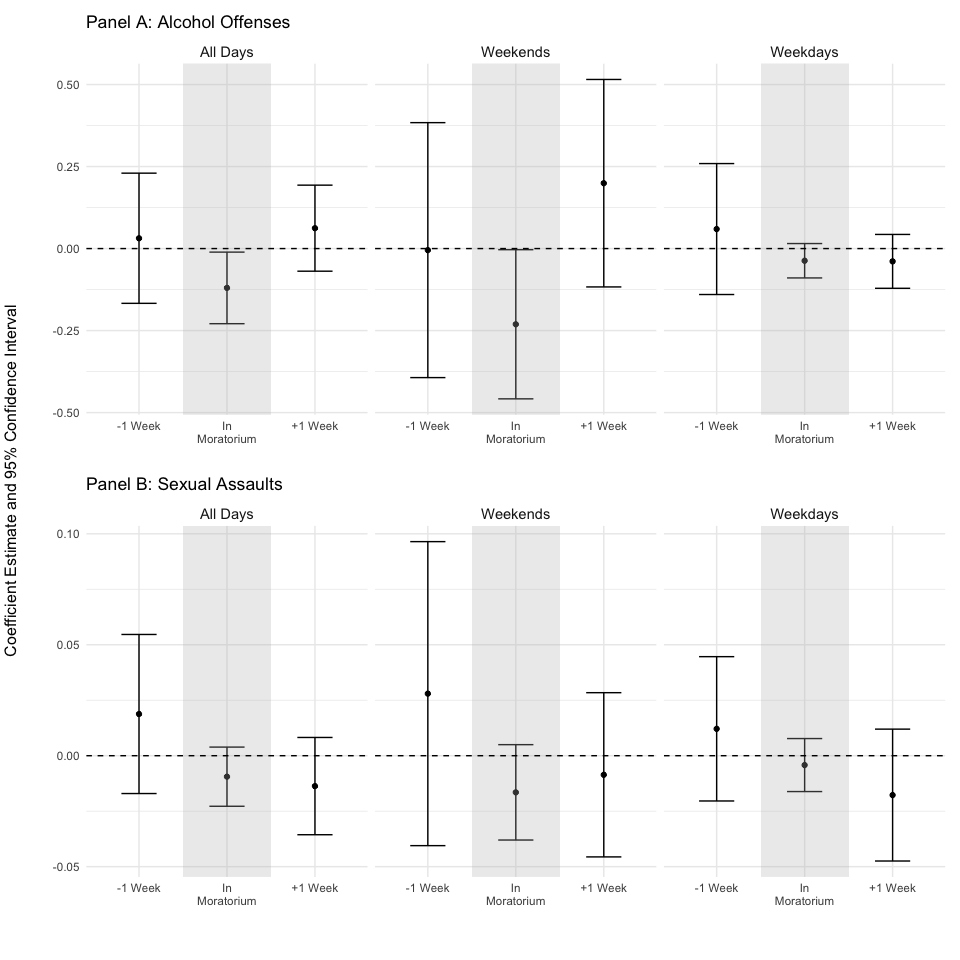 Panel A: Alcohol Offenses
All Days
Weekends
Weekdays
0.50
0.25
0.00
-0.25
-0.50
-1 Week
In
Moratorium
+1 Week
-1 Week
In
Moratorium
+1 Week
-1 Week
In
Moratorium
+1 Week
Coefficient Estimate and 95% Confidence Interval
Panel B: Sexual Assaults
All Days
Weekends
Weekdays
0.10
0.05
0.00
-0.05
-1 Week
In
Moratorium
+1 Week
-1 Week
In
Moratorium
+1 Week
-1 Week
In
Moratorium
+1 Week